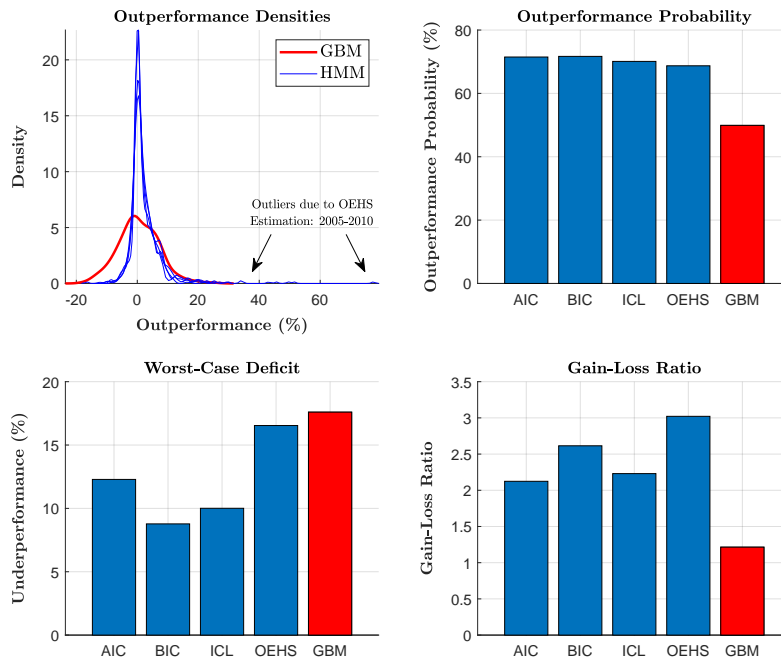 Outperformance Densities
Density
20
15
10
5
0
GBM
HMM
Outliers due to OEHS
Estimation: 2005-2010
-20 0 20 40 60
Outperformance (%)
Outperformance Probability
Outperformance Probability (%)
80
60
40
20
0
AIC BIC ICL OEHS GBM
Worst-Case Deficit
Underperformance (%)
20
15
10
5
0
AIC BIC ICL OEHS GBM
Gain-Loss Ratio
Gain-Loss Ratio
3.5
3
2.5
2
1.5
1
0.5
0
AIC BIC ICL OEHS GBM